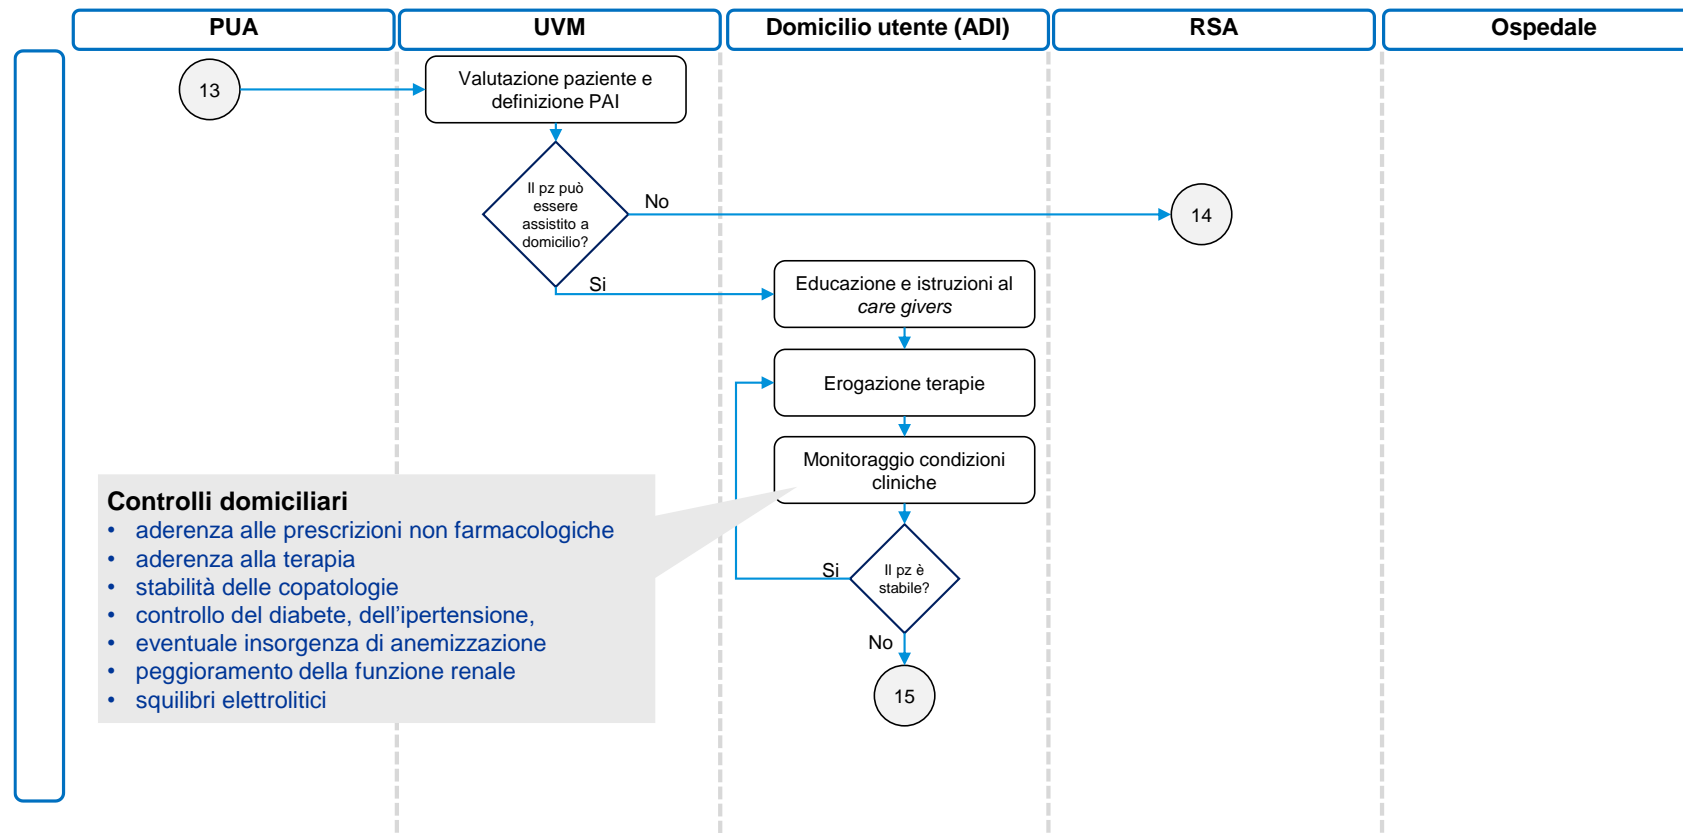 PUA
UVM
Domicilio utente (ADI)
RSA
Ospedale
13
Valutazione paziente e
definizione PAI
Il pz può
essere
assistito a
domicilio?
No
14
Si
Educazione e istruzioni al
care givers
Erogazione terapie
Monitoraggio condizioni
cliniche
Controlli domiciliari
• aderenza alle prescrizioni non farmacologiche
• aderenza alla terapia
• stabilità delle copatologie
• controllo del diabete, dell’ipertensione,
• eventuale insorgenza di anemizzazione
• peggioramento della funzione renale
• squilibri elettrolitici
Si
Il pz è
stabile?
No
15